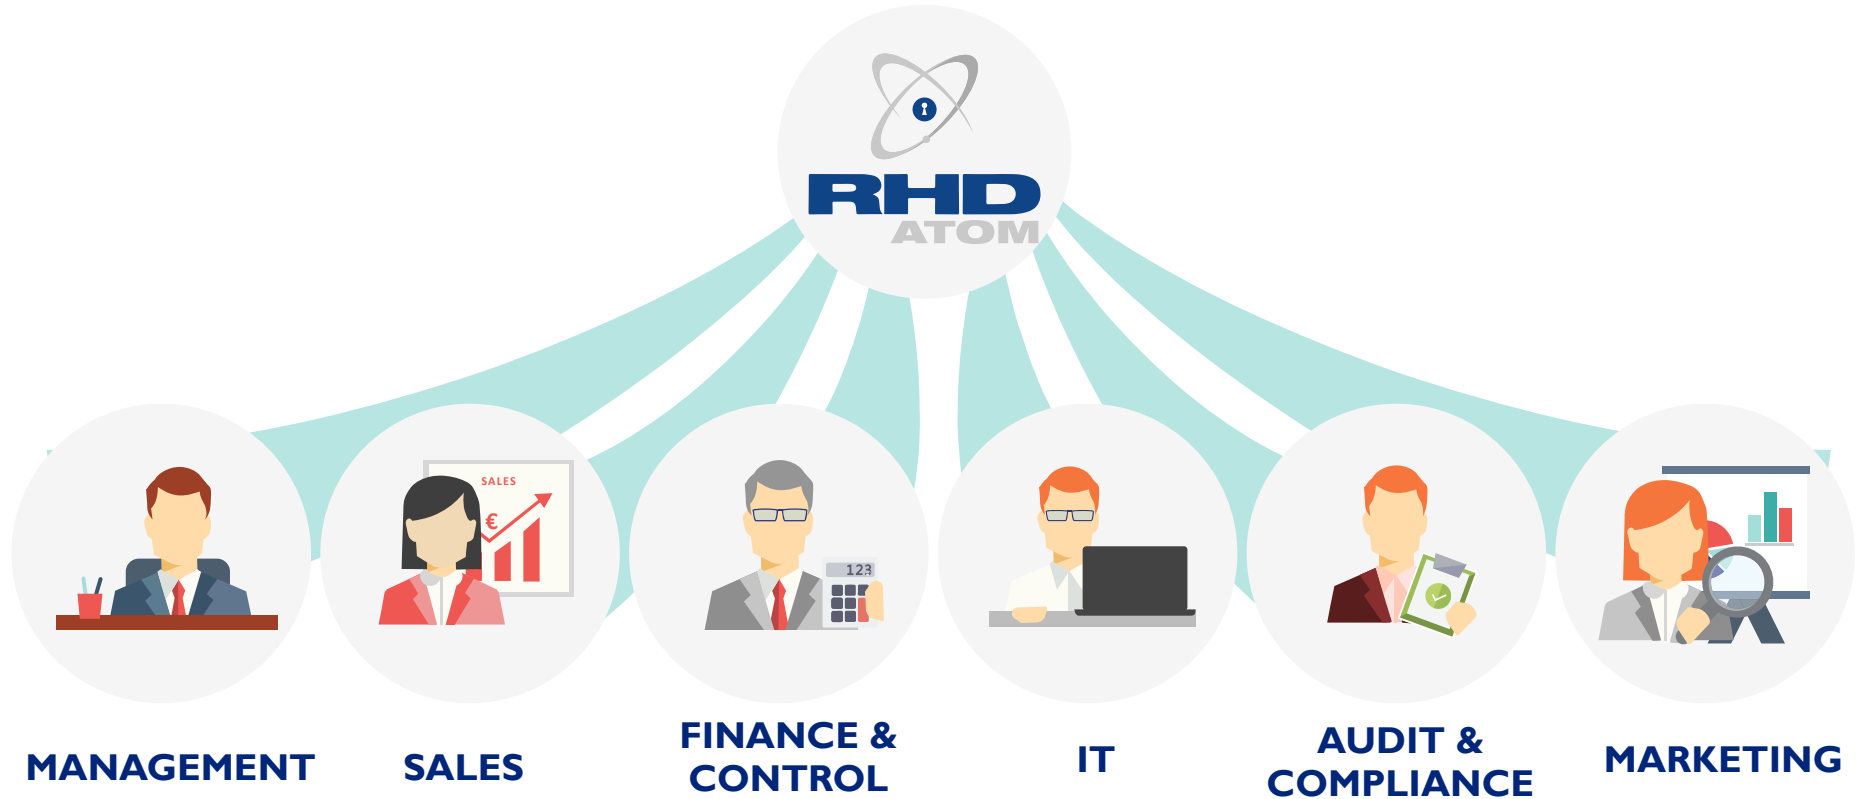 RHD
ATOM
SALES
€
123
MANAGEMENT
SALES
FINANCE &
CONTROL
IT
AUDIT &
COMPLIANCE
MARKETING